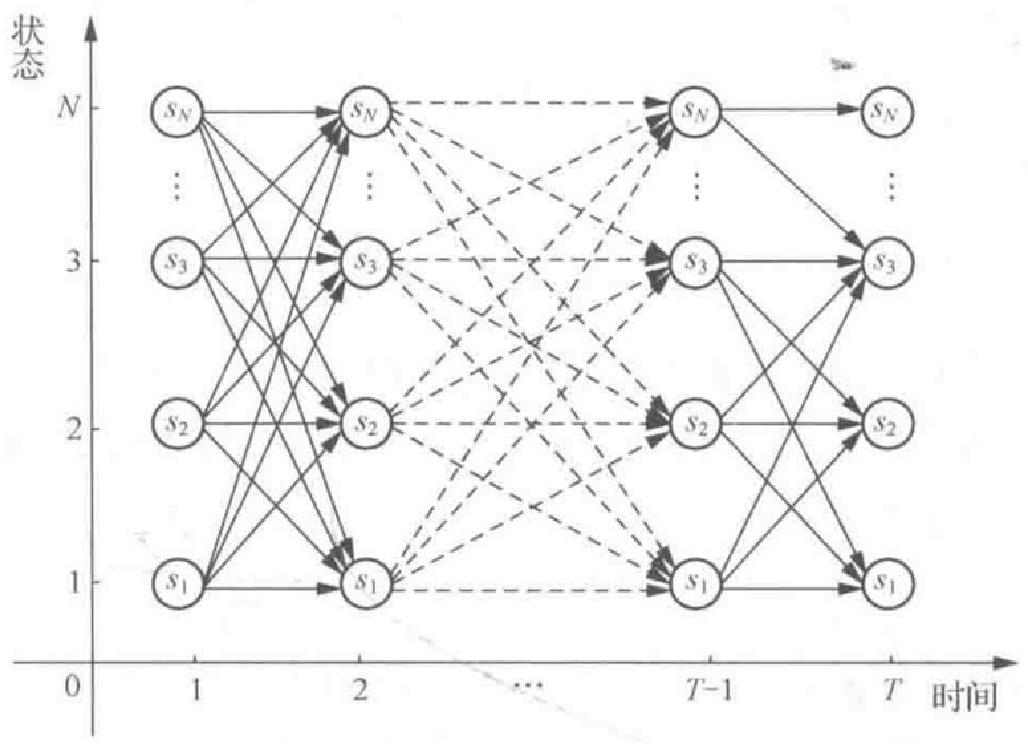 状态
N s_N s_N s_N s_N
⋮ ⋮ ⋮ ⋮
3 s_3 s_3 s_3 s_3
2 s_2 s_2 s_2 s_2
1 s_1 s_1 s_1 s_1
0 1 2 ⋯ T-1 T 时间